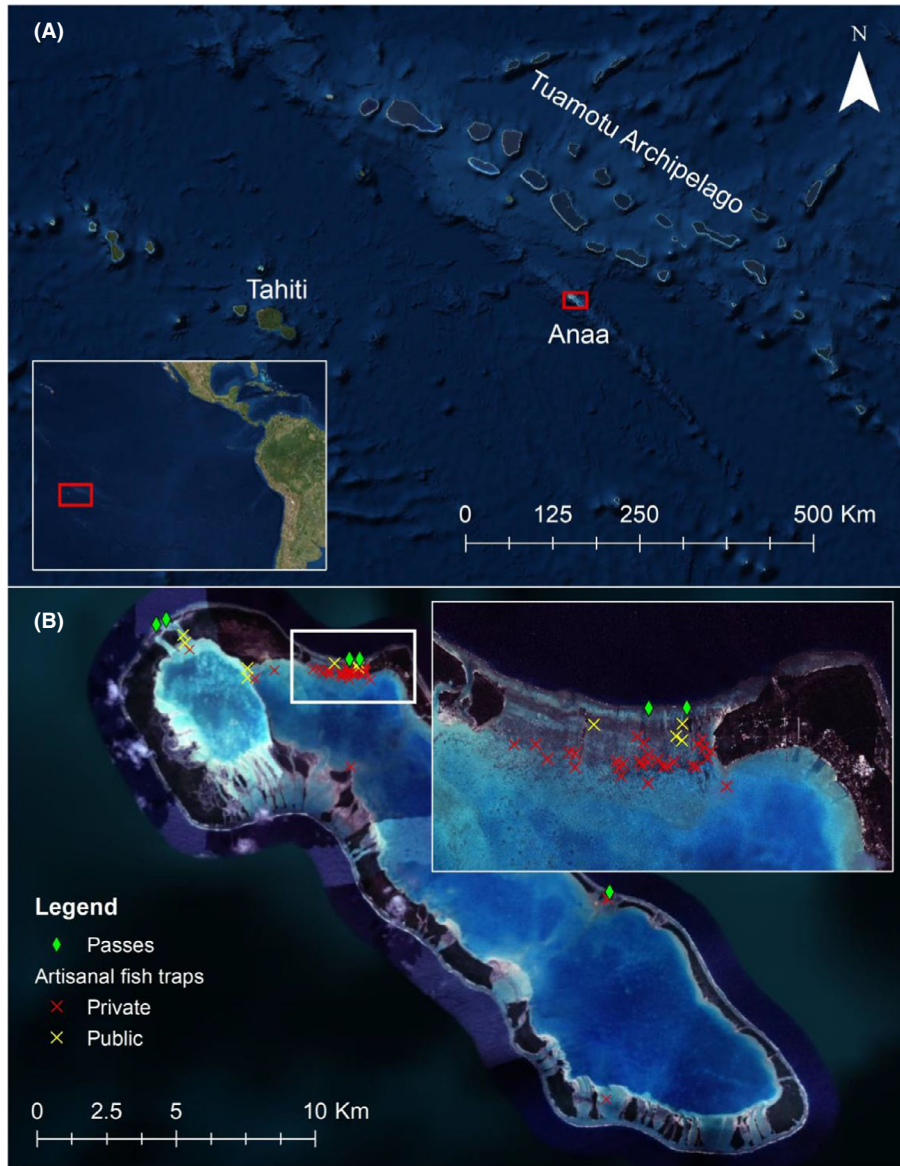 (A)
N
Tuamotu Archipelago
Tahiti
Anaa
0 125 250 500 Km
(B)
Legend
Passes
Artisanal fish traps
Private
Public
0 2.5 5 10 Km